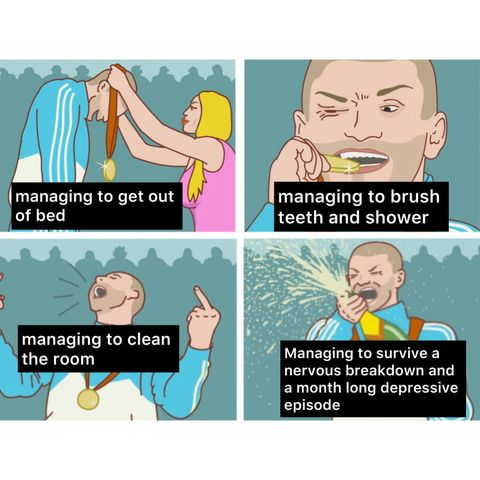 managing to get out
of bed
managing to brush
teeth and shower
managing to clean
the room
Managing to survive a
nervous breakdown and
a month long depressive
episode